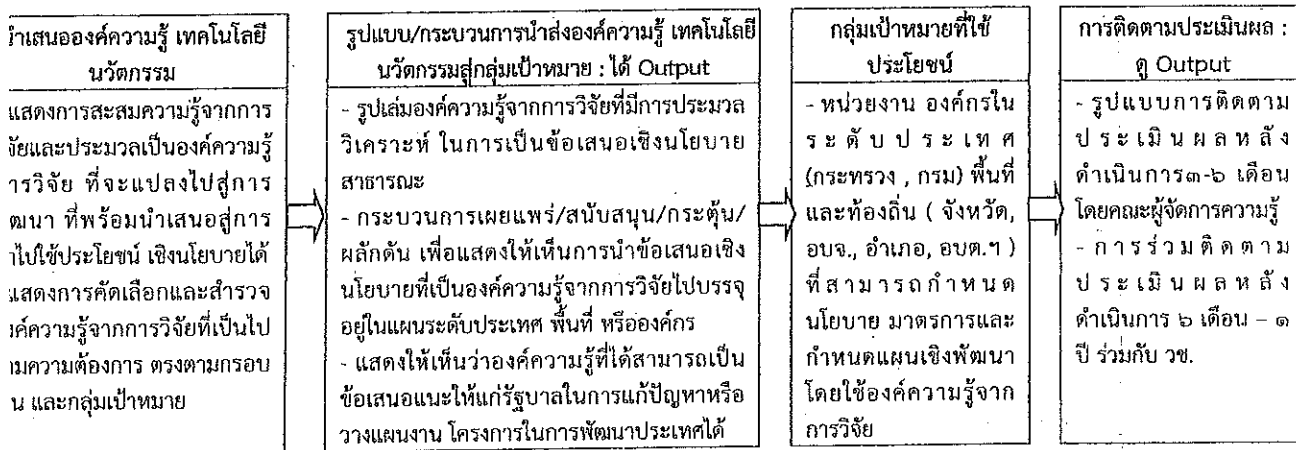 นำเสนอองค์ความรู้ เทคโนโลยี
นวัตกรรม
แสดงการสะสมความรู้จากการ
วิจัยและประมวลเป็นองค์ความรู้
การวิจัย ที่จะแปลงไปสู่การ
พัฒนา ที่พร้อมนำเสนอสู่การ
นำไปใช้ประโยชน์ เชิงนโยบายได้
แสดงการคัดเลือกและสำรวจ
องค์ความรู้จากการวิจัยที่เป็นไป
ตามความต้องการ ตรงตามกรอบ
น และกลุ่มเป้าหมาย
รูปแบบ/กระบวนการนำส่งองค์ความรู้ เทคโนโลยี
นวัตกรรมสู่กลุ่มเป้าหมาย : ได้ Output
- รูปเล่มองค์ความรู้จากการวิจัยที่มีการประมวล
วิเคราะห์ ในการเป็นข้อเสนอเชิงนโยบาย
สาธารณะ
- กระบวนการเผยแพร่/สนับสนุน/กระตุ้น/
ผลักดัน เพื่อแสดงให้เห็นการนำข้อเสนอเชิง
นโยบายที่เป็นองค์ความรู้จากการวิจัยไปบรรจุ
อยู่ในแผนระดับประเทศ พื้นที่ หรือองค์กร
- แสดงให้เห็นว่าองค์ความรู้ที่ได้สามารถเป็น
ข้อเสนอแนะให้แก่รัฐบาลในการแก้ปัญหาหรือ
วางแผนงาน โครงการในการพัฒนาประเทศได้
กลุ่มเป้าหมายที่ใช้
ประโยชน์
- หน่วยงาน องค์กรใน
ระดับประเทศ
(กระทรวง , กรม) พื้นที่
และท้องถิ่น ( จังหวัด,
อบจ., อำเภอ, อบต.ฯ )
ที่สามารถกำหนด
นโยบาย มาตรการและ
กำหนดแผนเชิงพัฒนา
โดยใช้องค์ความรู้จาก
การวิจัย
การติดตามประเมินผล :
ดู Output
- รูปแบบการติดตาม
ประเมินผลหลัง
ดำเนินการ๓-๖ เดือน
โดยคณะผู้จัดการความรู้
- การร่วมติดตาม
ประเมินผลหลัง
ดำเนินการ ๖ เดือน – ๑
ปี ร่วมกับ วช.